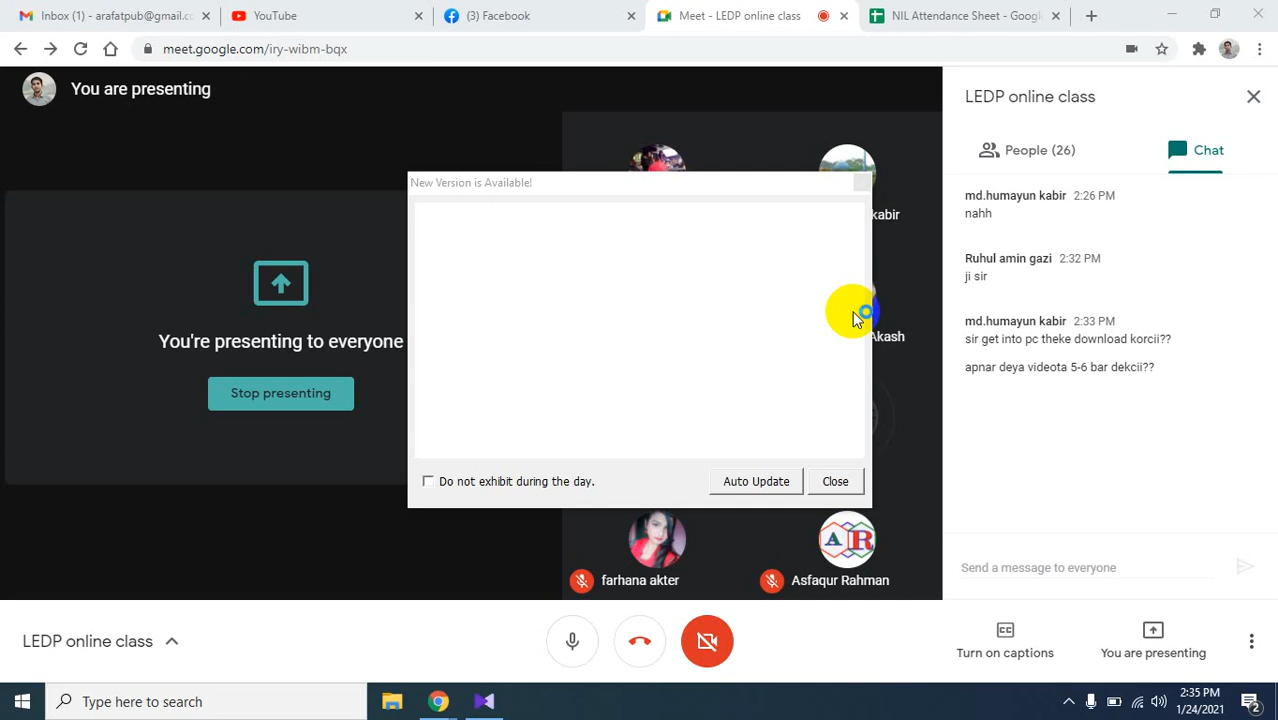 Inbox (1) - arafatpub@gmail.c
YouTube
(3) Facebook
Meet - LEDP online class
NIL Attendance Sheet - Google
meet.google.com/iry-wibm-bqx
You are presenting
LEDP online class
People (26)
Chat
md.humayun kabir 2:26 PM
nahh
Ruhul amin gazi 2:32 PM
ji sir
md.humayun kabir 2:33 PM
sir get into pc theke download korcii??
apnar deya videota 5-6 bar dekcii??
kabir
Akash
New Version is Available!
You're presenting to everyone
Stop presenting
Do not exhibit during the day.
Auto Update
Close
farhana akter
Asfaqur Rahman
A R
Send a message to everyone
LEDP online class
CC
Turn on captions
You are presenting
Type here to search
2:35 PM
1/24/2021
2